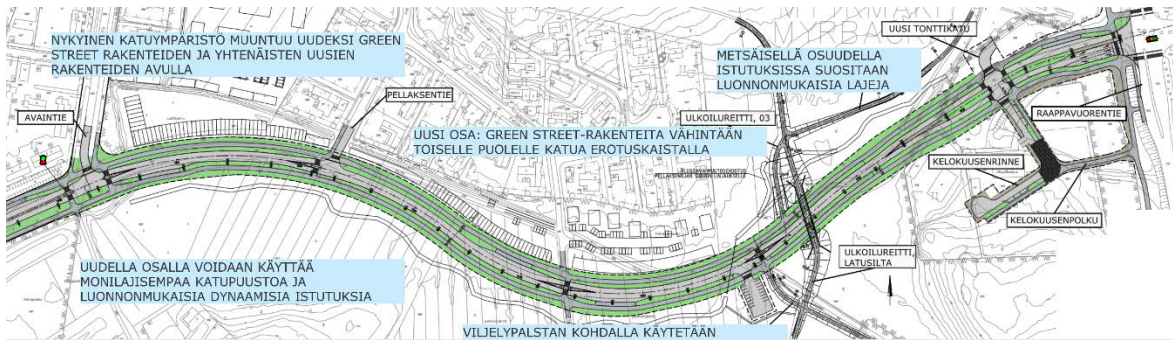 NYKYINEN KATUYMPÄRISTÖ MUUNTUU UUDEKSI GREEN
STREET RAKENTEIDEN JA YHTENÄISTEN UUSIEN
RAKENTEIDEN AVULLA
AVAINTIE
PELLAKSENTIE
UUSI OSA: GREEN STREET-RAKENTEITA VÄHINTÄÄN
TOISELLE PUOLELLE KATUA EROTUSKAISTALLA
ULKOILUREITTI, 03
METSÄISELLÄ OSUUDELLA
ISTUTUKSISSA SUOSITAAN
LUONNONMUKAISIA LAJEJA
UUSI TONTTIKATU
RAAPPAVUORENTIE
KELOKUUSENRINNE
KELOKUUSENPOLKU
ULKOILUREITTI,
LATUSILTA
UUDELLA OSALLA VOIDAAN KÄYTTÄÄ
MONILAJISEMPAA KATUPUUSTOA JA
LUONNONMUKAISIA DYNAAMISIA ISTUTUKSIA
VILJELYPALSTAN KOHDALLA KÄYTETÄÄN